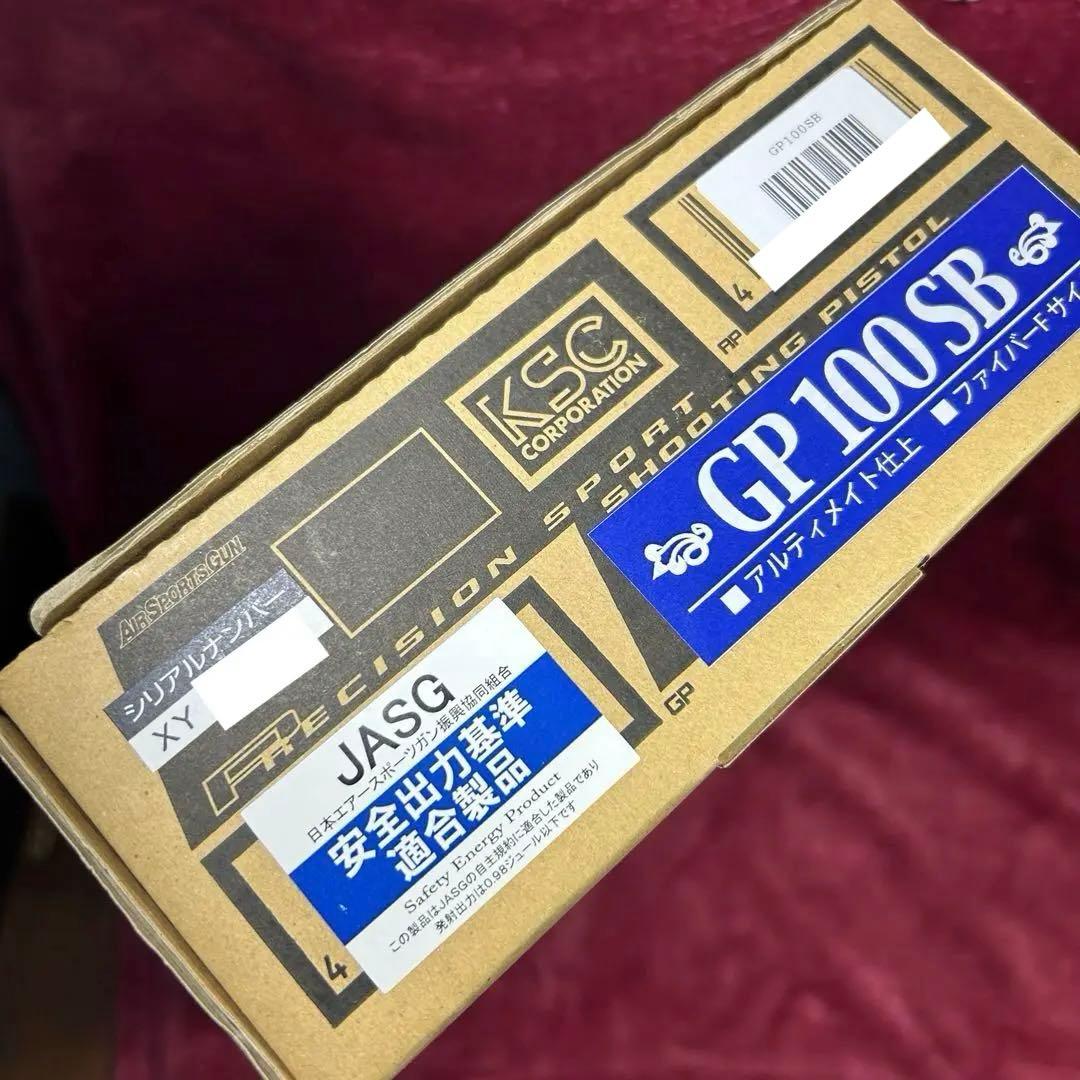 GP100SB
4
AP
KSC
CORPORATION
PRECISION SPORT
SHOOTING PISTOL
GP 100 SB
■アルティメイト仕上 ■ファイバーFサイ
AIRSPORTSGUN
シリアルナンバー
XY
GP
JASG
日本エアースポーツガン振興協同組合
安全出力基準
適合製品
Safety Energy Product
この製品はJASGの自主規約に適合した製品であり
発射出力は0.98ジュール以下です
4